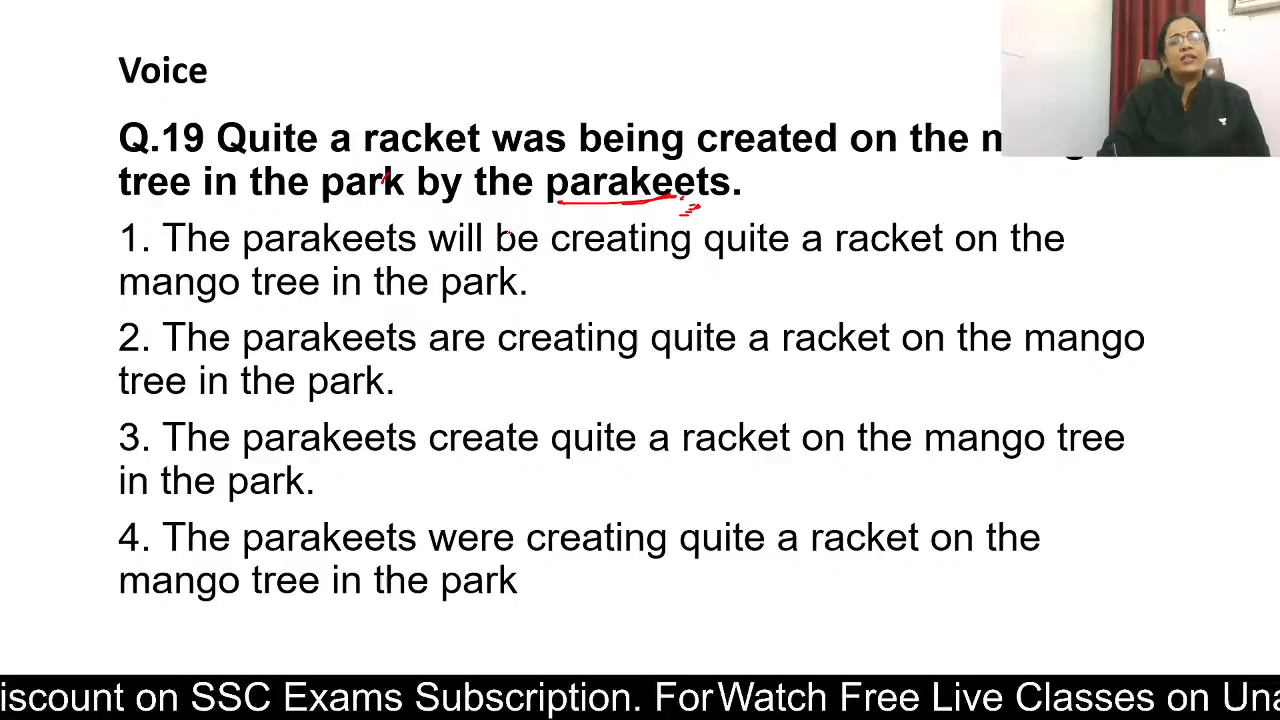 Voice
Q.19 Quite a racket was being created on the
tree in the park by the parakeets.
1. The parakeets will be creating quite a racket on the
mango tree in the park.
2. The parakeets are creating quite a racket on the mango
tree in the park.
3. The parakeets create quite a racket on the mango tree
in the park.
4. The parakeets were creating quite a racket on the
mango tree in the park
iscount on SSC Exams Subscription. For Watch Free Live Classes on Una